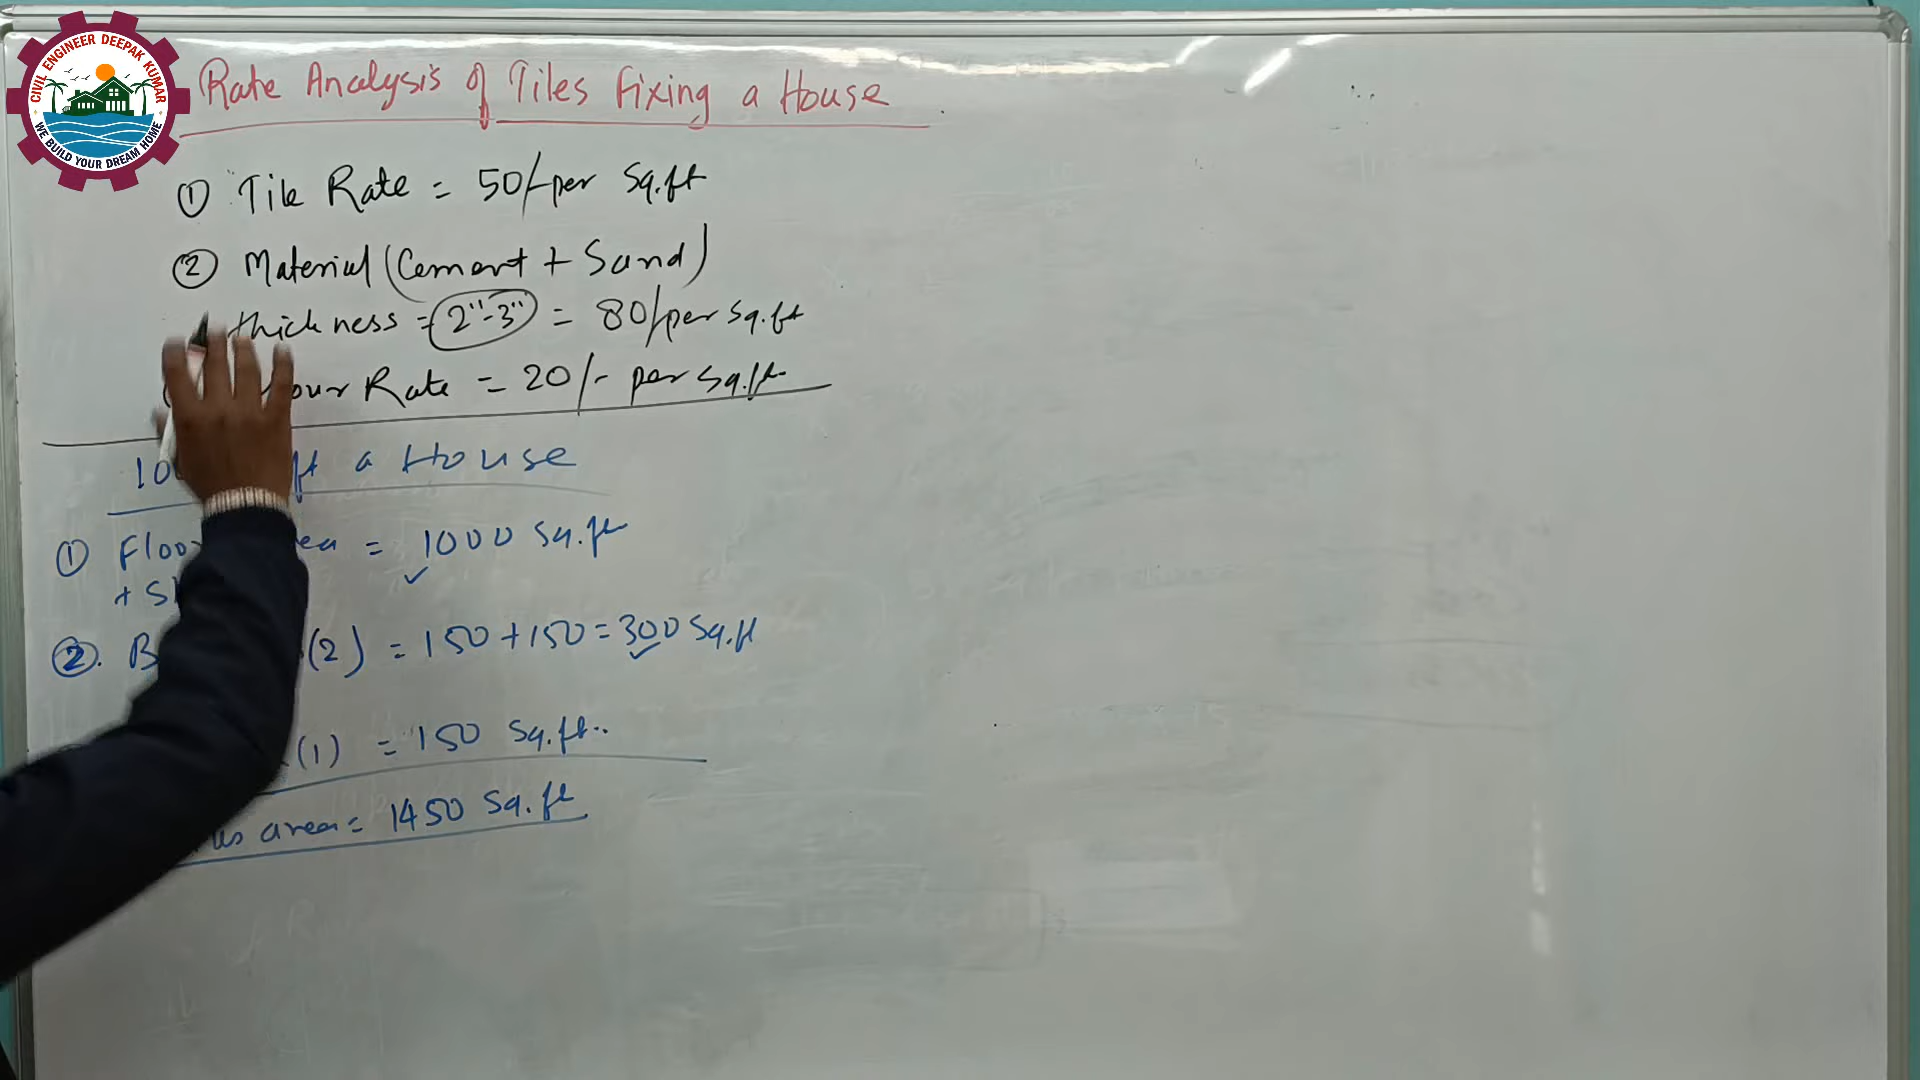 CIVIL ENGINEER DEEPAK KUMAR
WE BUILD YOUR DREAM HOME
Rate Analysis of Tiles Fixing a House
① Tile Rate = 50/- per Sq.ft
② Material (Cement + Sand)
thickness = 2"-3" = 80/- per Sq.ft
Rate = 20/- per Sq.ft.
ft a House
① Floor = 1000 Sq.ft
②. (2) = 150 + 150 = 300 Sq.ft
(1) = 150 Sq.ft..
area = 1450 Sq.ft